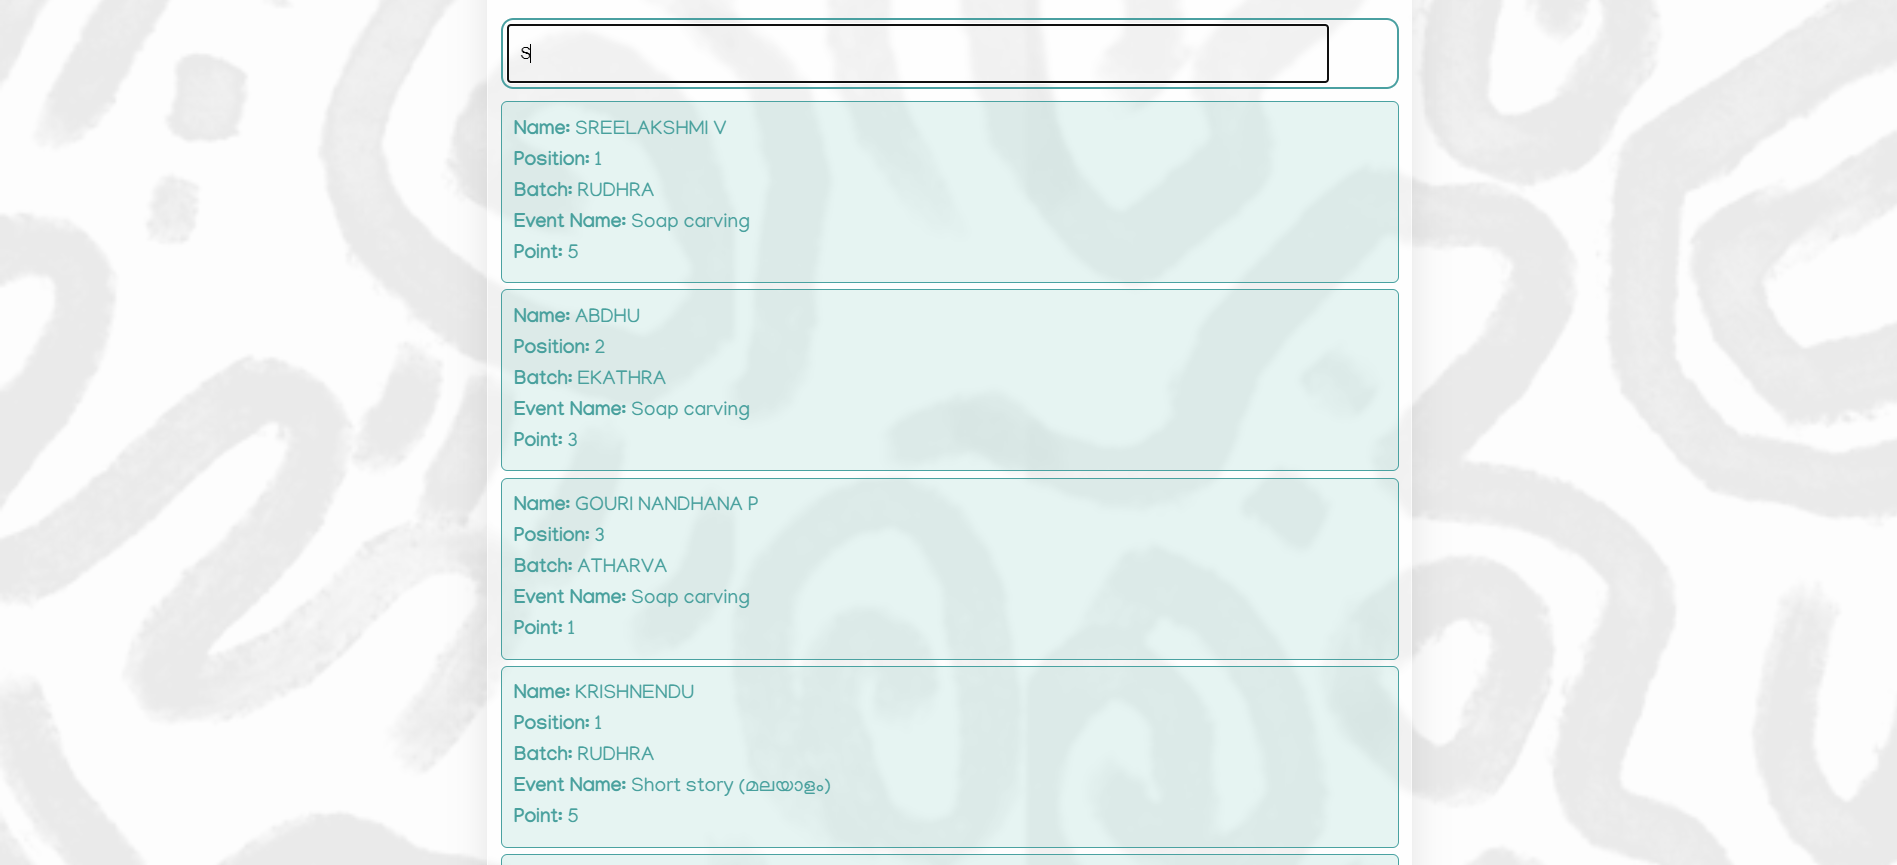 S
Name: SREELAKSHMI V
Position: 1
Batch: RUDHRA
Event Name: Soap carving
Point: 5
Name: ABDHU
Position: 2
Batch: EKATHRA
Event Name: Soap carving
Point: 3
Name: GOURI NANDHANA P
Position: 3
Batch: ATHARVA
Event Name: Soap carving
Point: 1
Name: KRISHNENDU
Position: 1
Batch: RUDHRA
Event Name: Short story (മലയാളം)
Point: 5